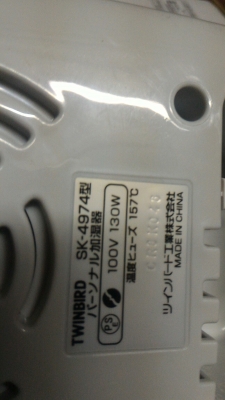 TWINBIRD
SK-4974型
パーソナル加湿器
PS
E
100V 130W
温度ヒューズ 157℃
ツインバード工業株式会社
MADE IN CHINA